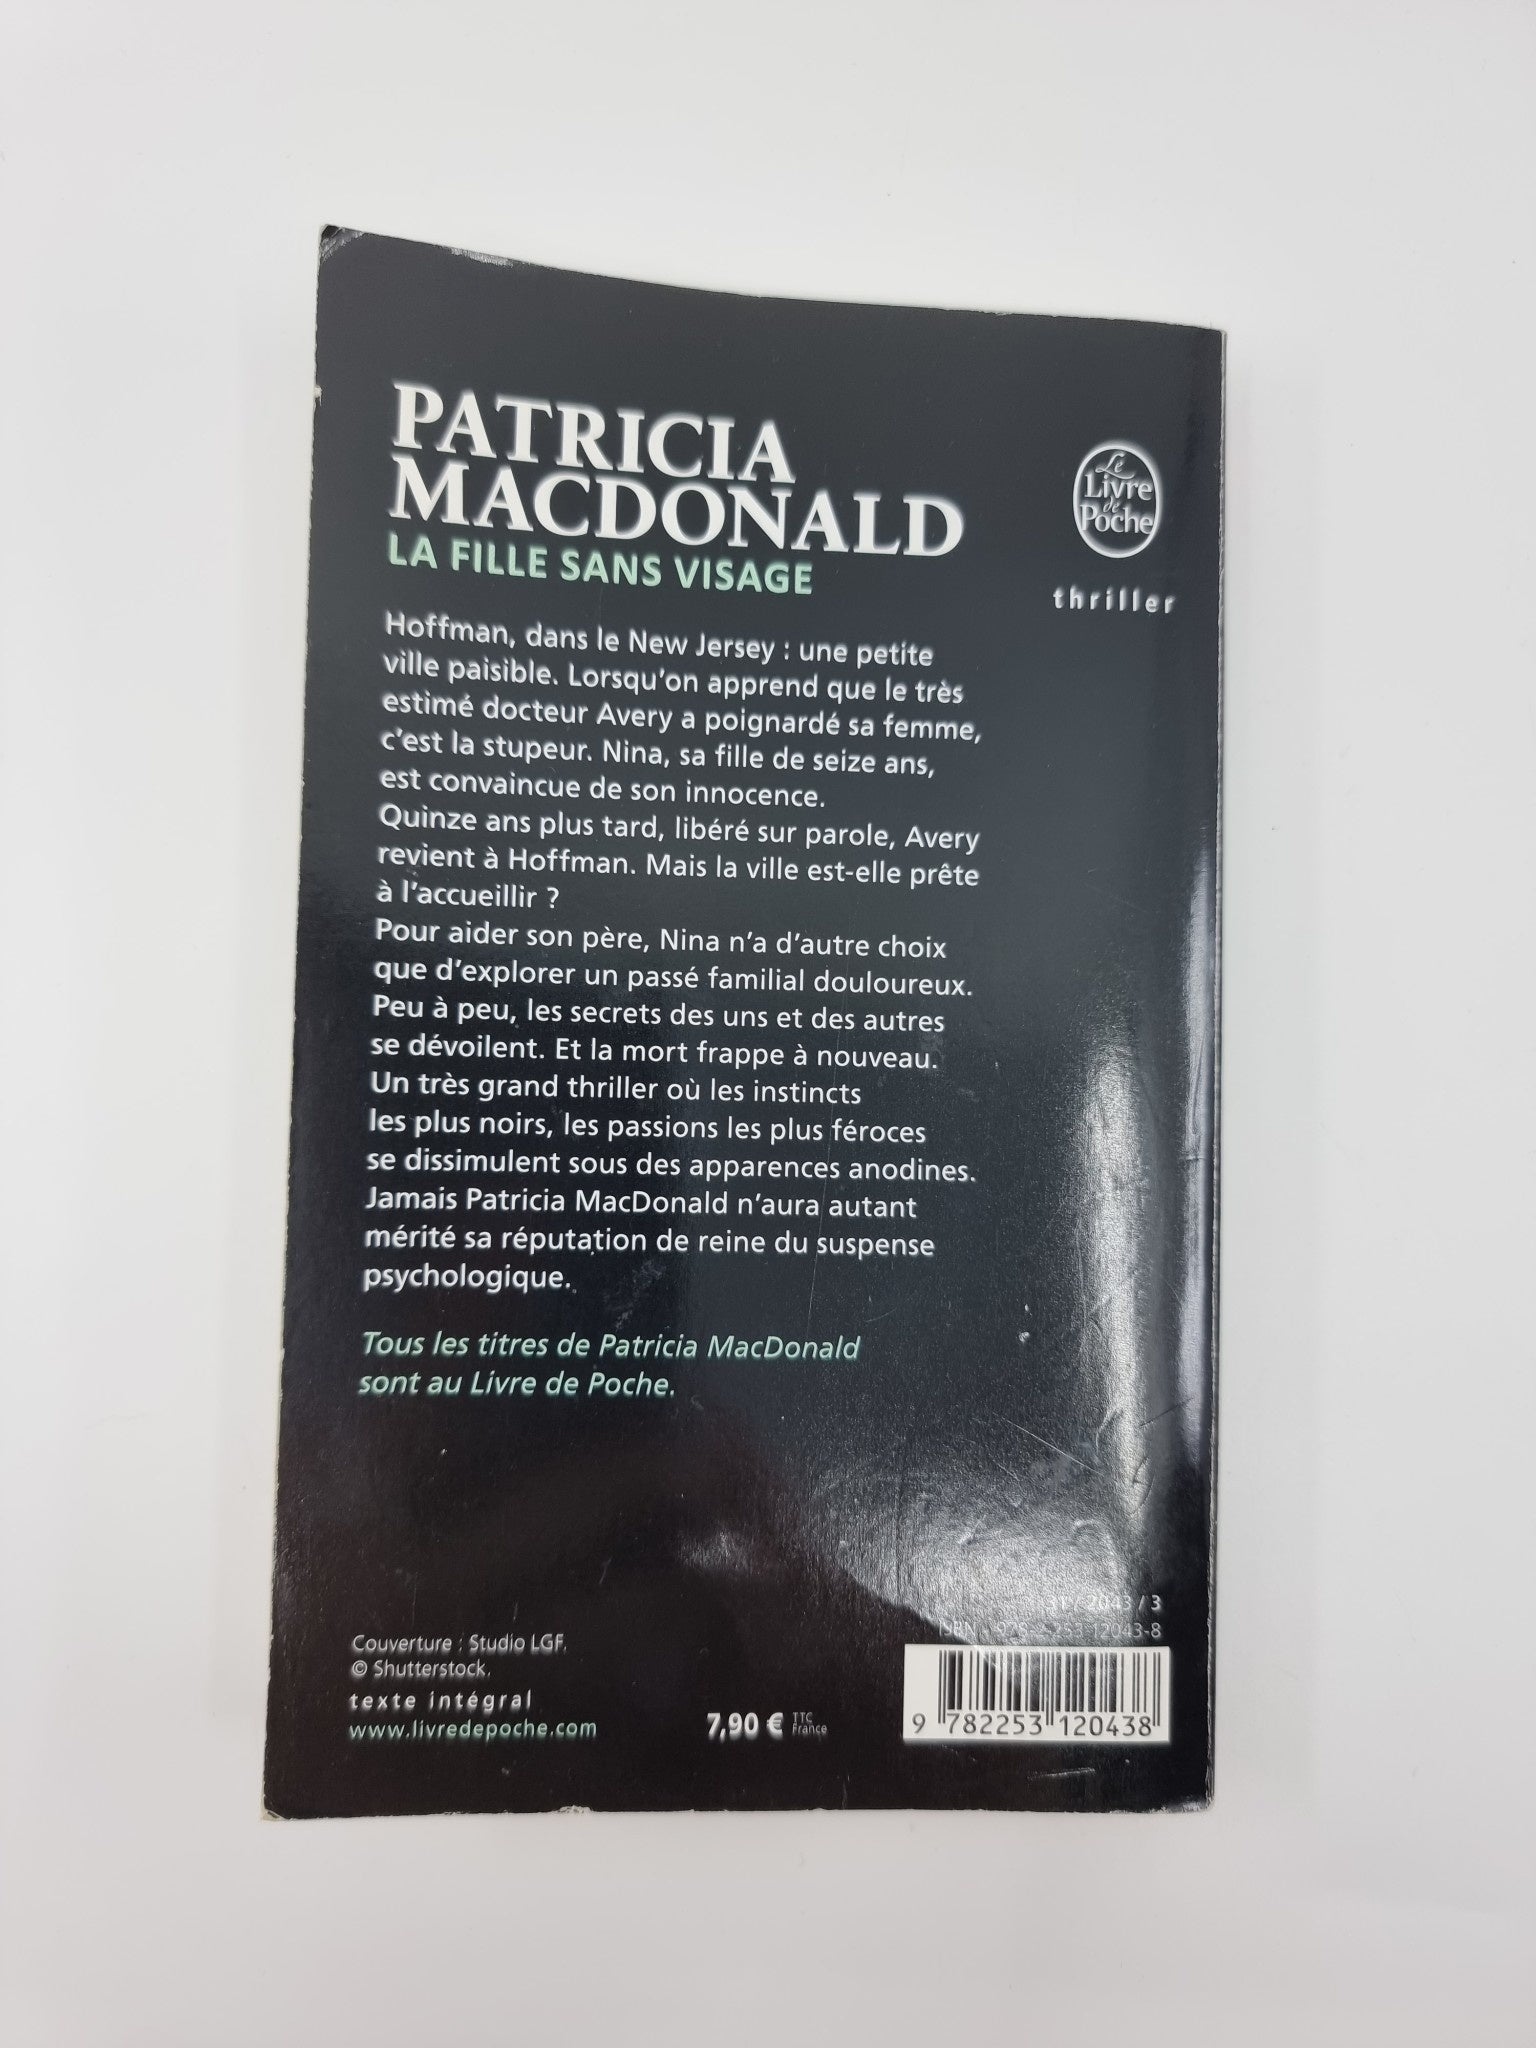 PATRICIA
MACDONALD
LA FILLE SANS VISAGE
Le
Livre
de
Poche
thriller
Hoffman, dans le New Jersey : une petite
ville paisible. Lorsqu'on apprend que le très
estimé docteur Avery a poignardé sa femme,
c'est la stupeur. Nina, sa fille de seize ans,
est convaincue de son innocence.
Quinze ans plus tard, libéré sur parole, Avery
revient à Hoffman. Mais la ville est-elle prête
à l'accueillir ?
Pour aider son père, Nina n'a d'autre choix
que d'explorer un passé familial douloureux.
Peu à peu, les secrets des uns et des autres
se dévoilent. Et la mort frappe à nouveau.
Un très grand thriller où les instincts
les plus noirs, les passions les plus féroces
se dissimulent sous des apparences anodines.
Jamais Patricia MacDonald n'aura autant
mérité sa réputation de reine du suspense
psychologique.
Tous les titres de Patricia MacDonald
sont au Livre de Poche.
Couverture : Studio LGF.
© Shutterstock.
texte intégral
www.livredepoche.com
7,90 € TTC
France
31 / 2043 / 3
ISBN : 978-2-253-12043-8
9 782253 120438